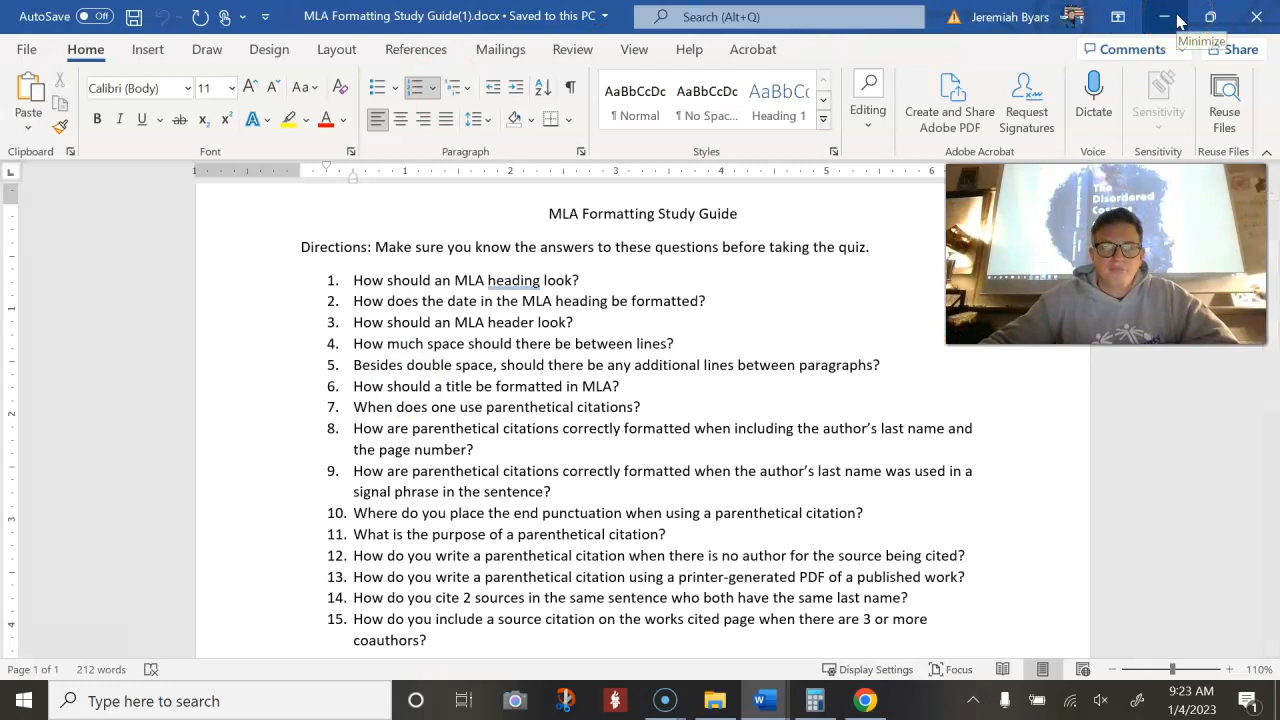 AutoSave Off MLA Formatting Study Guide(1).docx • Saved to this PC Search (Alt+Q) Jeremiah Byars
File Home Insert Draw Design Layout References Mailings Review View Help Acrobat Comments Minimize Share
Calibri (Body) 11 Aa AaBbCcDc AaBbCcDc AaBbCc
Paste ¶ Normal ¶ No Spac... Heading 1 Editing Create and Share Adobe PDF Request Signatures Dictate Sensitivity Reuse Files
Clipboard Font Paragraph Styles Adobe Acrobat Voice Sensitivity Reuse Files
1 1 2 3 4 5 6
The
Disordered
MLA Formatting Study Guide
Directions: Make sure you know the answers to these questions before taking the quiz.
1. How should an MLA heading look?
2. How does the date in the MLA heading be formatted?
3. How should an MLA header look?
4. How much space should there be between lines?
5. Besides double space, should there be any additional lines between paragraphs?
6. How should a title be formatted in MLA?
7. When does one use parenthetical citations?
8. How are parenthetical citations correctly formatted when including the author's last name and
the page number?
9. How are parenthetical citations correctly formatted when the author's last name was used in a
signal phrase in the sentence?
10. Where do you place the end punctuation when using a parenthetical citation?
11. What is the purpose of a parenthetical citation?
12. How do you write a parenthetical citation when there is no author for the source being cited?
13. How do you write a parenthetical citation using a printer-generated PDF of a published work?
14. How do you cite 2 sources in the same sentence who both have the same last name?
15. How do you include a source citation on the works cited page when there are 3 or more
coauthors?
Page 1 of 1 212 words Display Settings Focus 110%
Type here to search 9:23 AM
1/4/2023 1